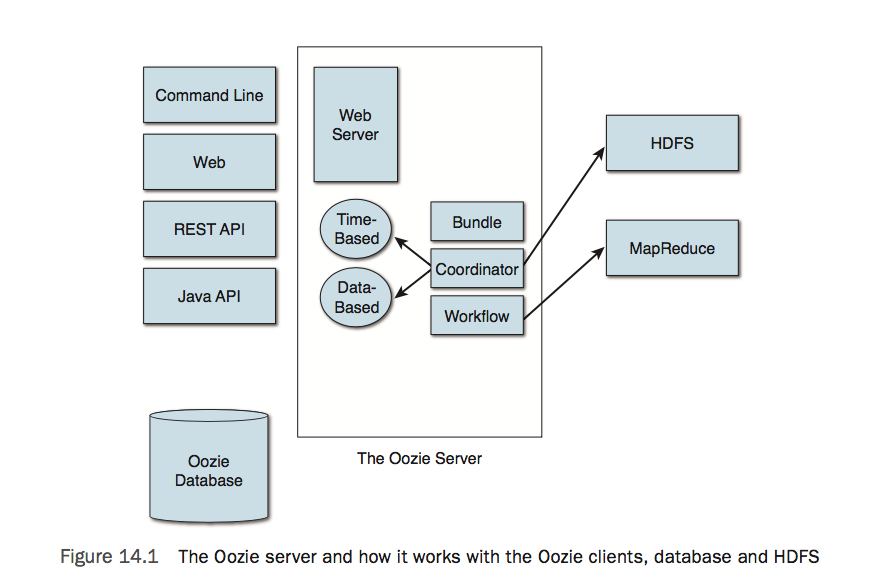 Command Line
Web
REST API
Java API
Oozie
Database
Web
Server
Time-
Based
Data-
Based
Bundle
Coordinator
Workflow
HDFS
MapReduce
The Oozie Server
Figure 14.1 The Oozie server and how it works with the Oozie clients, database and HDFS